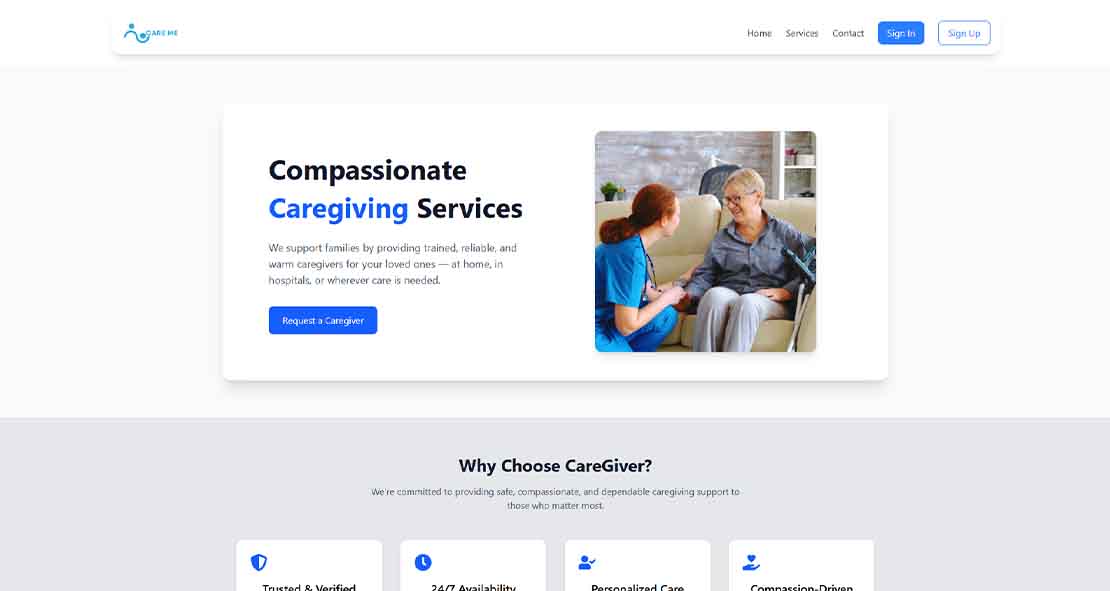 CARE ME
Home
Services
Contact
Sign In
Sign Up
Compassionate
Caregiving Services
We support families by providing trained, reliable, and
warm caregivers for your loved ones — at home, in
hospitals, or wherever care is needed.
Request a Caregiver
Why Choose CareGiver?
We're committed to providing safe, compassionate, and dependable caregiving support to
those who matter most.
Trusted & Verified
24/7 Availability
Personalized Care
Compassion-Driven